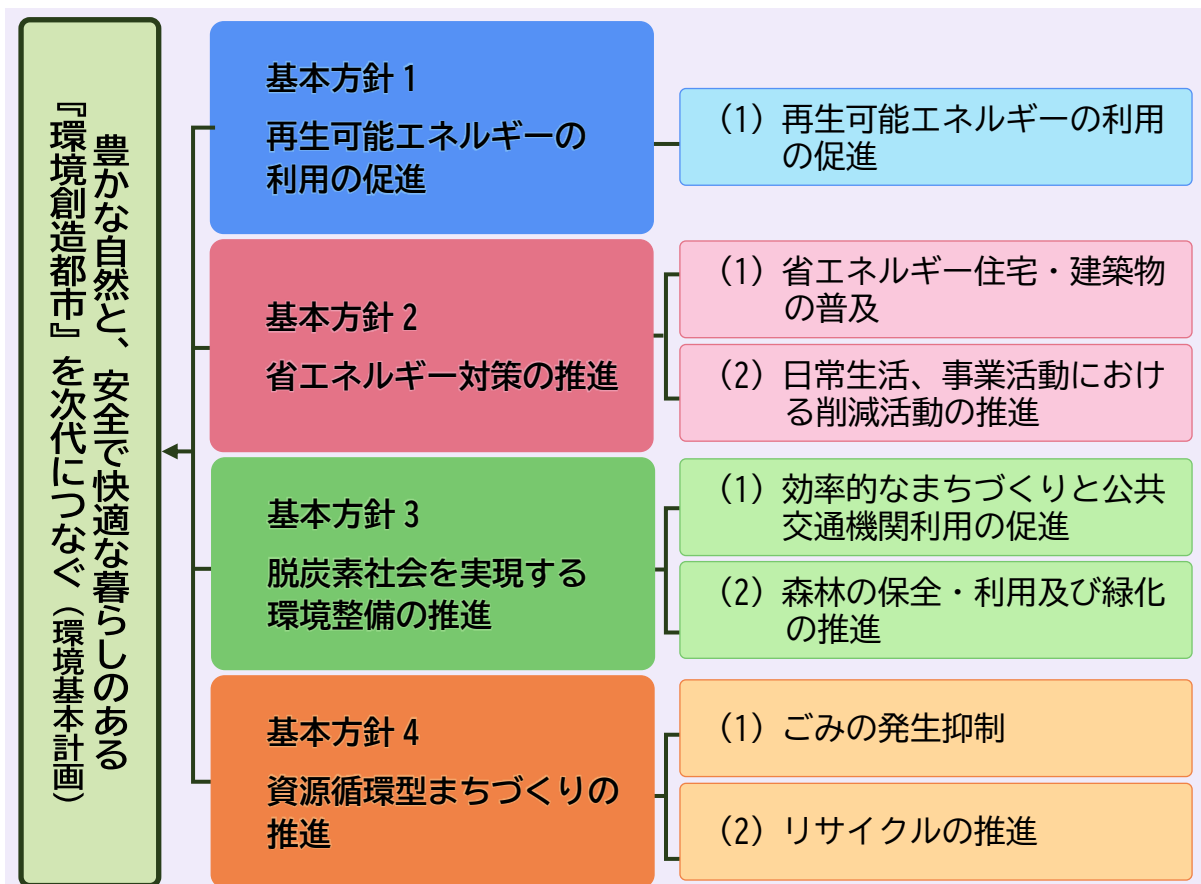 豊かな自然と、安全で快適な暮らしのある
『環境創造都市』を次代につなぐ（環境基本計画）
基本方針１
再生可能エネルギーの
利用の促進
（1）再生可能エネルギーの利用
の促進
基本方針２
省エネルギー対策の推進
（1）省エネルギー住宅・建築物
の普及
（2）日常生活、事業活動におけ
る削減活動の推進
基本方針３
脱炭素社会を実現する
環境整備の推進
（1）効率的なまちづくりと公共
交通機関利用の促進
（2）森林の保全・利用及び緑化
の推進
基本方針４
資源循環型まちづくりの
推進
（1）ごみの発生抑制
（2）リサイクルの推進